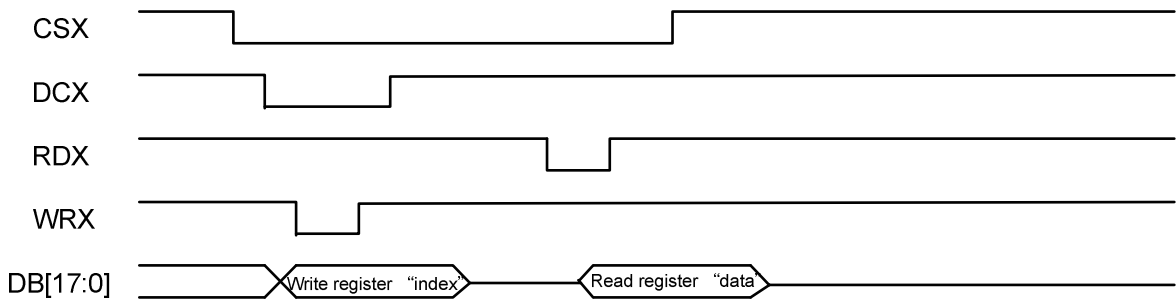 CSX
DCX
RDX
WRX
DB[17:0]
Write register “index”
Read register “data”